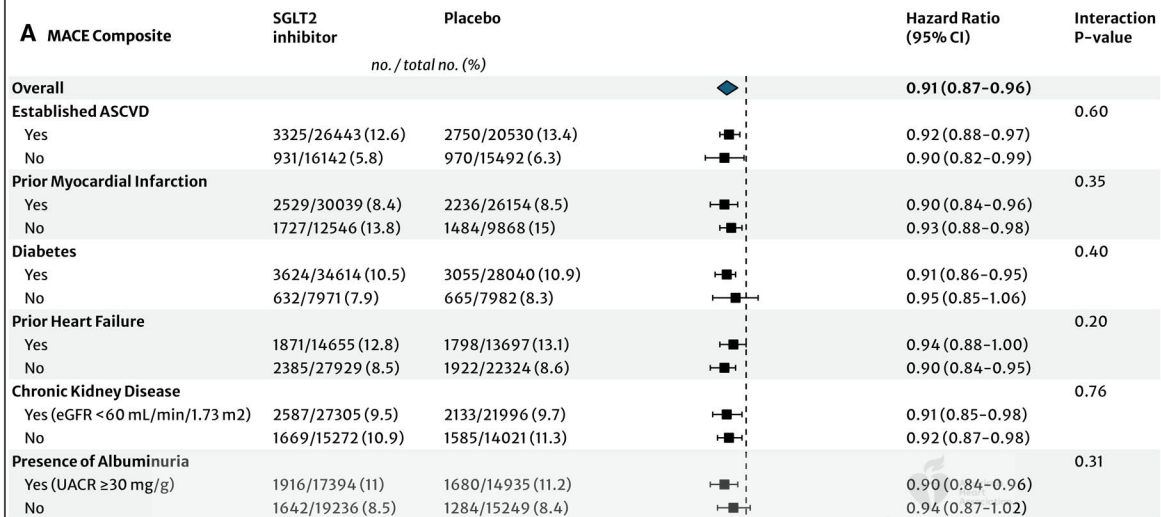 A MACE Composite SGLT2 inhibitor Placebo Hazard Ratio (95% CI) Interaction P-value
no./total no. (%)
Overall 0.91 (0.87-0.96)
Established ASCVD 0.60
Yes 3325/26443 (12.6) 2750/20530 (13.4) 0.92 (0.88-0.97)
No 931/16142 (5.8) 970/15492 (6.3) 0.90 (0.82-0.99)
Prior Myocardial Infarction 0.35
Yes 2529/30039 (8.4) 2236/26154 (8.5) 0.90 (0.84-0.96)
No 1727/12546 (13.8) 1484/9868 (15) 0.93 (0.88-0.98)
Diabetes 0.40
Yes 3624/34614 (10.5) 3055/28040 (10.9) 0.91 (0.86-0.95)
No 632/7971 (7.9) 665/7982 (8.3) 0.95 (0.85-1.06)
Prior Heart Failure 0.20
Yes 1871/14655 (12.8) 1798/13697 (13.1) 0.94 (0.88-1.00)
No 2385/27929 (8.5) 1922/22324 (8.6) 0.90 (0.84-0.95)
Chronic Kidney Disease 0.76
Yes (eGFR <60 mL/min/1.73 m2) 2587/27305 (9.5) 2133/21996 (9.7) 0.91 (0.85-0.98)
No 1669/15272 (10.9) 1585/14021 (11.3) 0.92 (0.87-0.98)
Presence of Albuminuria 0.31
Yes (UACR ≥30 mg/g) 1916/17394 (11) 1680/14935 (11.2) 0.90 (0.84-0.96)
No 1642/19236 (8.5) 1284/15249 (8.4) 0.94 (0.87-1.02)